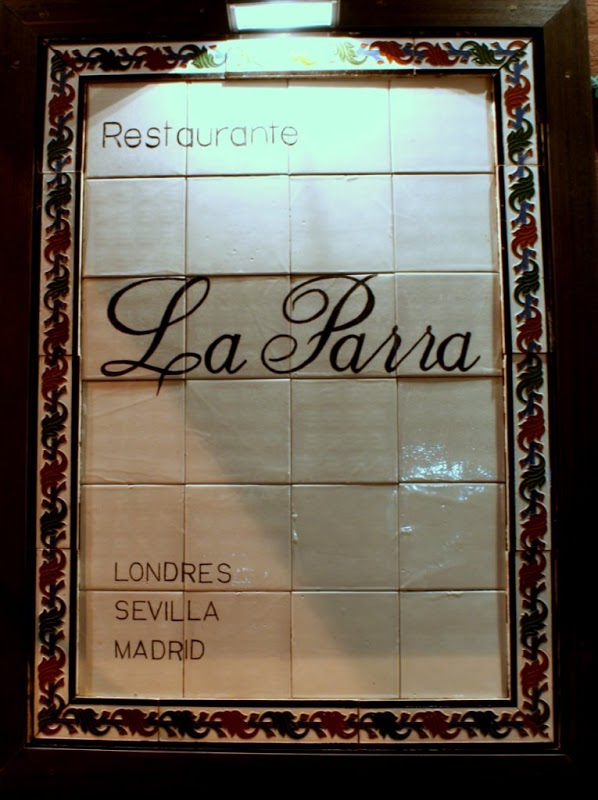 Restaurante
La Parra
LONDRES
SEVILLA
MADRID